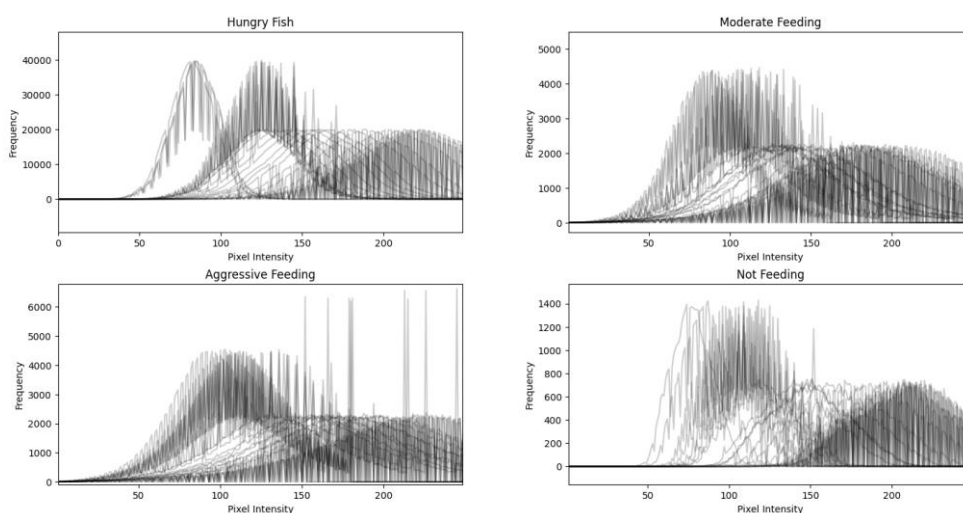 Hungry Fish
40000
30000
20000
10000
0
Frequency
0 50 100 150 200
Pixel Intensity
Moderate Feeding
5000
4000
3000
2000
1000
0
Frequency
50 100 150 200
Pixel Intensity
Aggressive Feeding
6000
5000
4000
3000
2000
1000
0
Frequency
50 100 150 200
Pixel Intensity
Not Feeding
1400
1200
1000
800
600
400
200
0
Frequency
50 100 150 200
Pixel Intensity